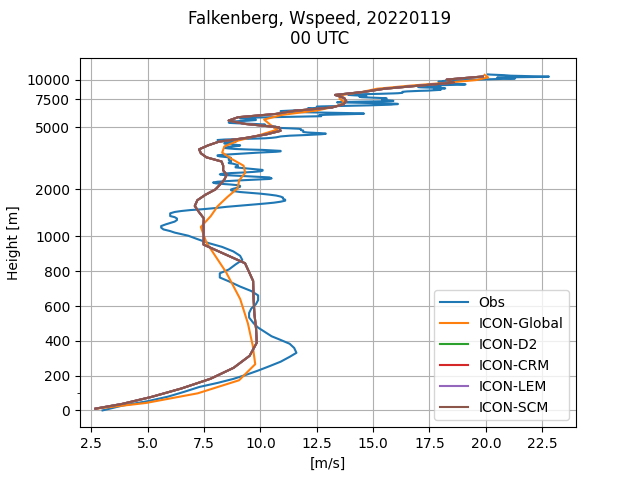 Falkenberg, Wspeed, 20220119
00 UTC
Height [m]
10000
7500
5000
2000
1000
800
600
400
200
0
Obs
ICON-Global
ICON-D2
ICON-CRM
ICON-LEM
ICON-SCM
2.5 5.0 7.5 10.0 12.5 15.0 17.5 20.0 22.5
[m/s]